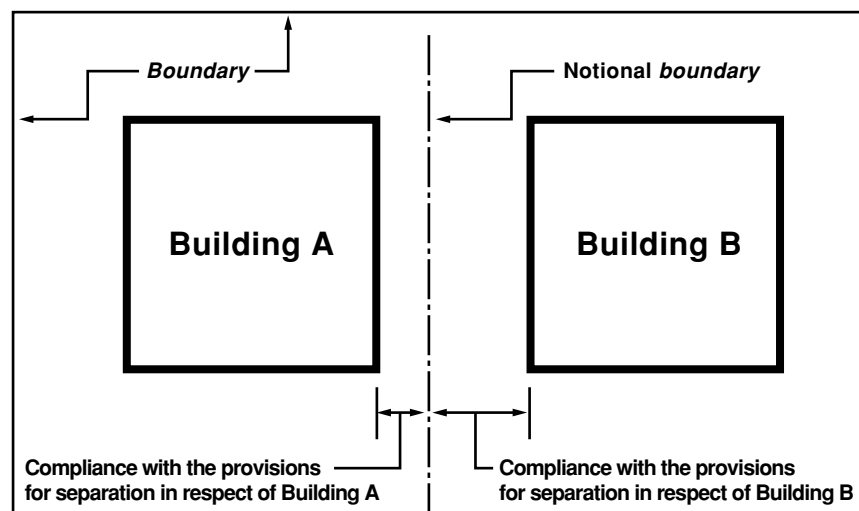 Boundary
Notional boundary
Building A
Building B
Compliance with the provisions
for separation in respect of Building A
Compliance with the provisions
for separation in respect of Building B